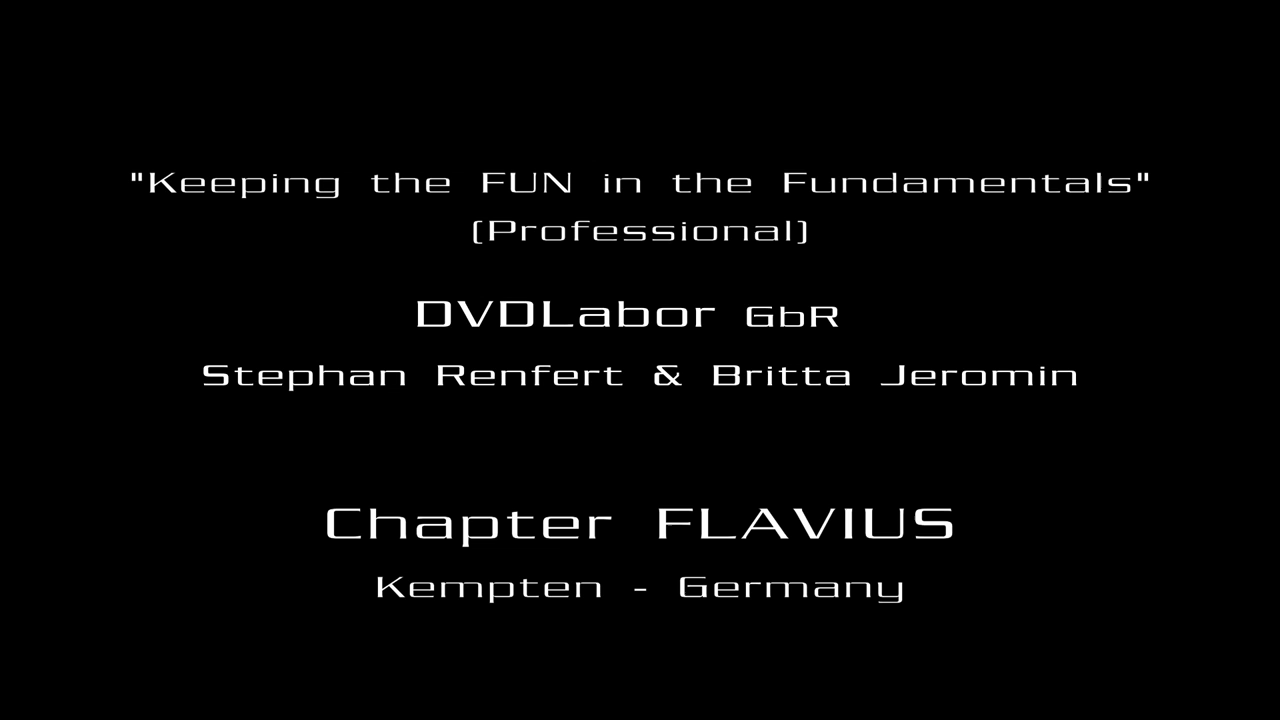 "Keeping the FUN in the Fundamentals"
(Professional)
DVDLabor GbR
Stephan Renfert & Britta Jeromin
Chapter FLAVIUS
Kempten - Germany